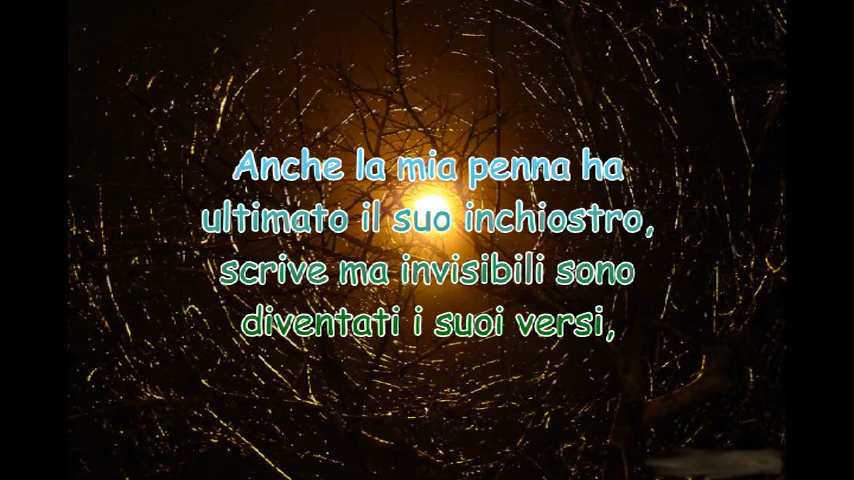 Anche la mia penna ha
ultimato il suo inchiostro,
scrive ma invisibili sono
diventati i suoi versi,